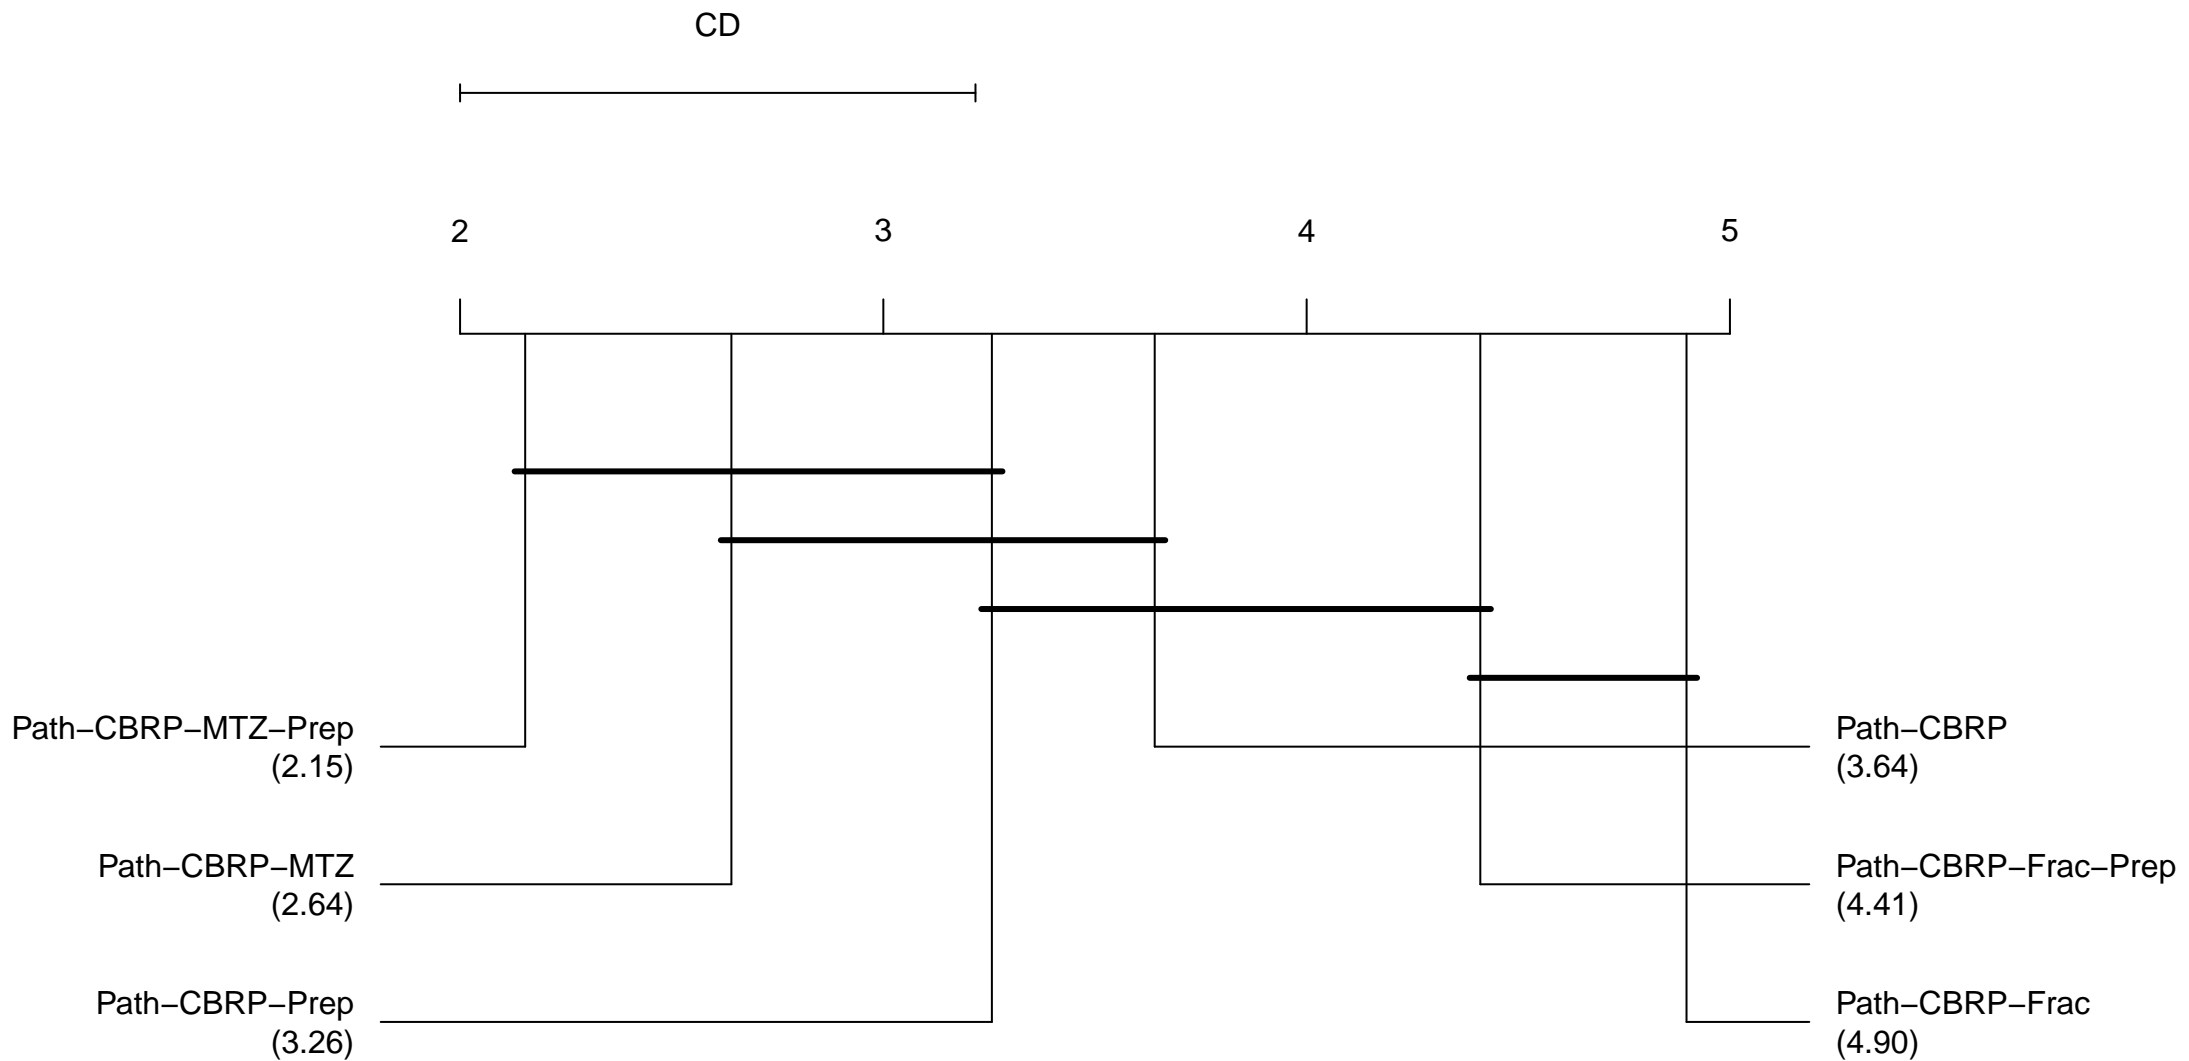 CD
2
3
4
5
Path−CBRP−MTZ−Prep
(2.15)
Path−CBRP−MTZ
(2.64)
Path−CBRP−Prep
(3.26)
Path−CBRP
(3.64)
Path−CBRP−Frac−Prep
(4.41)
Path−CBRP−Frac
(4.90)